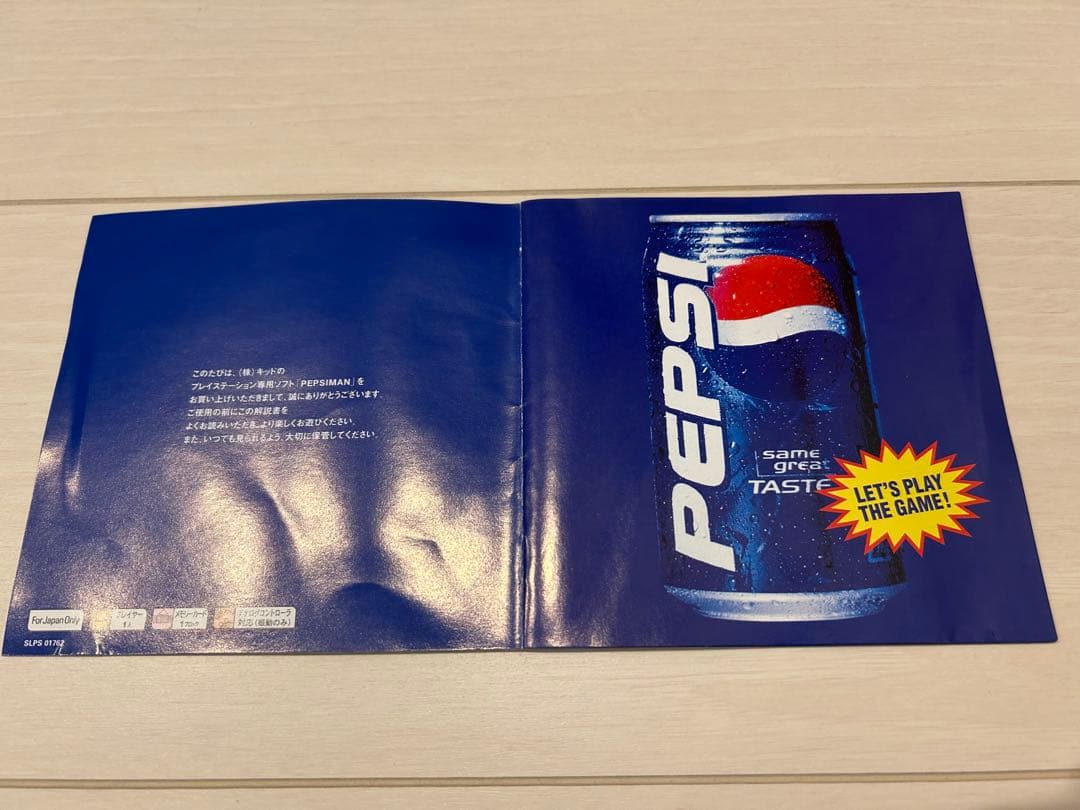 このたびは、(株)キッドの
プレイステーション専用ソフト「PEPSIMAN」を
お買い上げいただきまして、誠にありがとうございます。
ご使用の前にこの解説書を
よくお読みいただき、より楽しくお遊びください。
また、いつでも見られるよう、大切に保管してください。
For Japan Only
プレイヤー
1人
メモリーカード
1ブロック
アナログコントローラ
対応(振動のみ)
SLPS 01762
PEPSI
same
great
TASTE
LET'S PLAY
THE GAME!